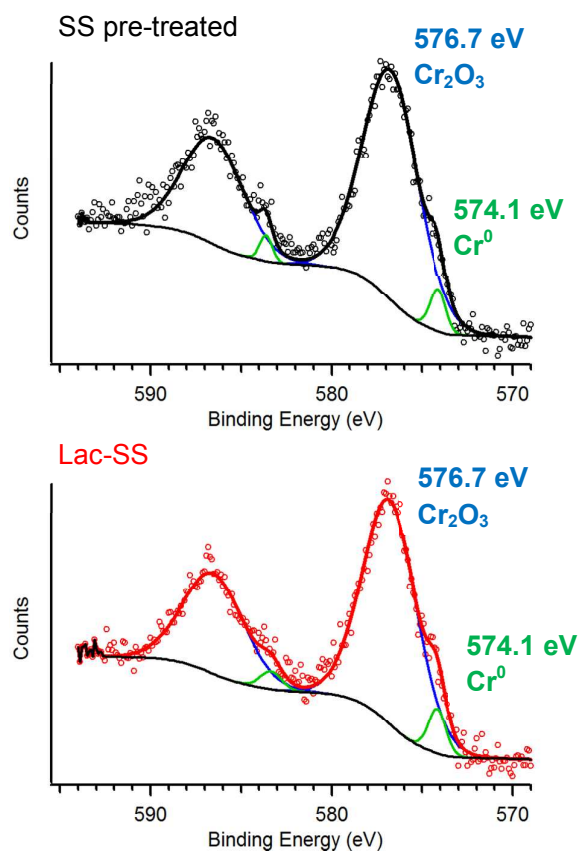 SS pre-treated
576.7 eV
Cr₂O₃
574.1 eV
Cr⁰
Counts
590
580
570
Binding Energy (eV)
Lac-SS
576.7 eV
Cr₂O₃
574.1 eV
Cr⁰
Counts
590
580
570
Binding Energy (eV)